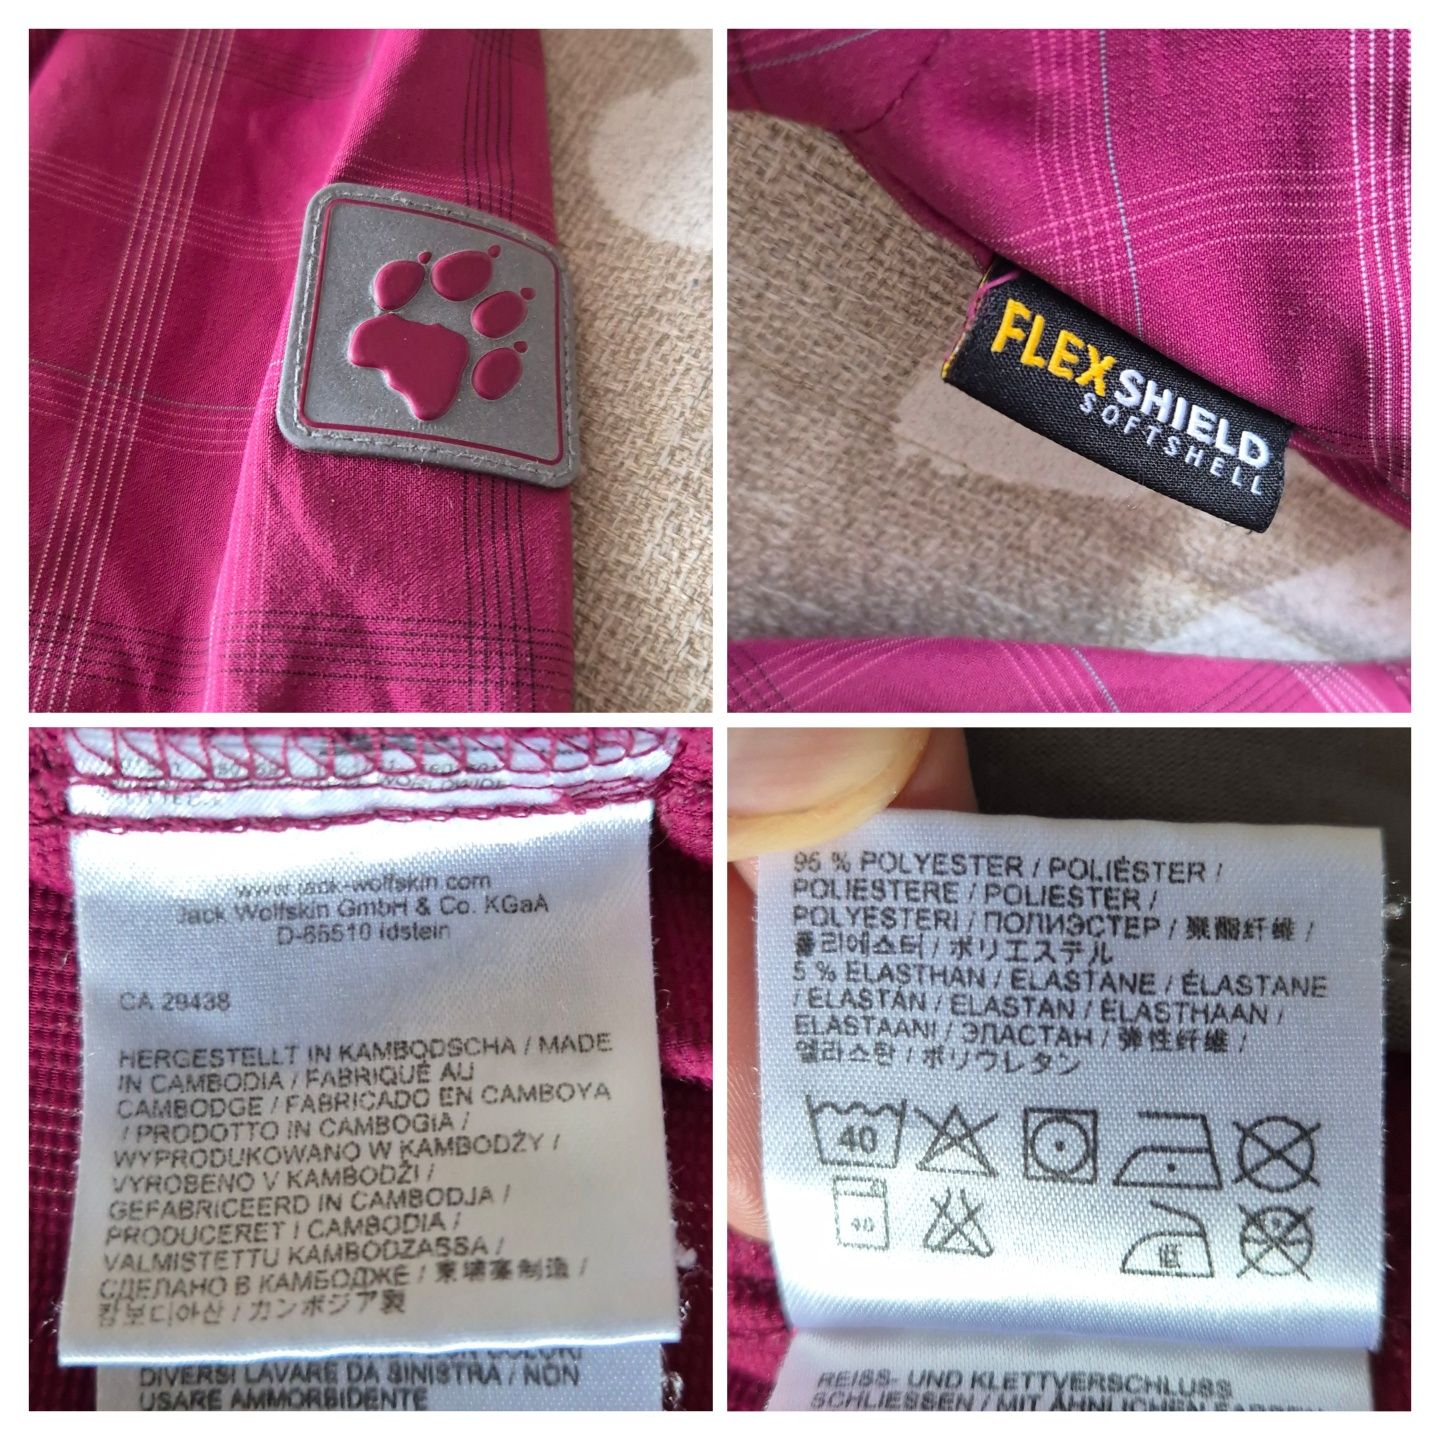 FLEX SHIELD
SOFTSHELL
www.jack-wolfskin.com
Jack Wolfskin GmbH & Co. KGaA
D-65510 Idstein
CA 29438
HERGESTELLT IN KAMBODSCHA / MADE
IN CAMBODIA / FABRIQUÉ AU
CAMBODGE / FABRICADO EN CAMBOYA
/ PRODOTTO IN CAMBOGIA /
WYPRODUKOWANO W KAMBODŻY /
VYROBENO V KAMBODŽI /
GEFABRICEERD IN CAMBODJA /
PRODUCERET I CAMBODIA /
VALMISTETTU KAMBODZASSA /
СДЕЛАНО В КАМБОДЖЕ / 柬埔寨制造 /
캄보디아산 / カンボジア製
DIVERSI LAVARE DA SINISTRA / NON
USARE AMMORBIDENTE
95 % POLYESTER / POLIÉSTER /
POLIESTERE / POLIESTER /
POLYESTERI / ПОЛИЭСТЕР / 聚酯纤维 /
폴리에스터 / ポリエステル
5 % ELASTHAN / ELASTANE / ÉLASTANE
/ ELASTÁN / ELASTAN / ELASTHAAN /
ELASTAANI / ЭЛАСТАН / 弹性纤维 /
엘라스탄 / ポリウレタン
40
40
低
REISS- UND KLETTVERSCHLUSS
SCHLIESSEN / MIT ÄHNLICHEN FARBEN